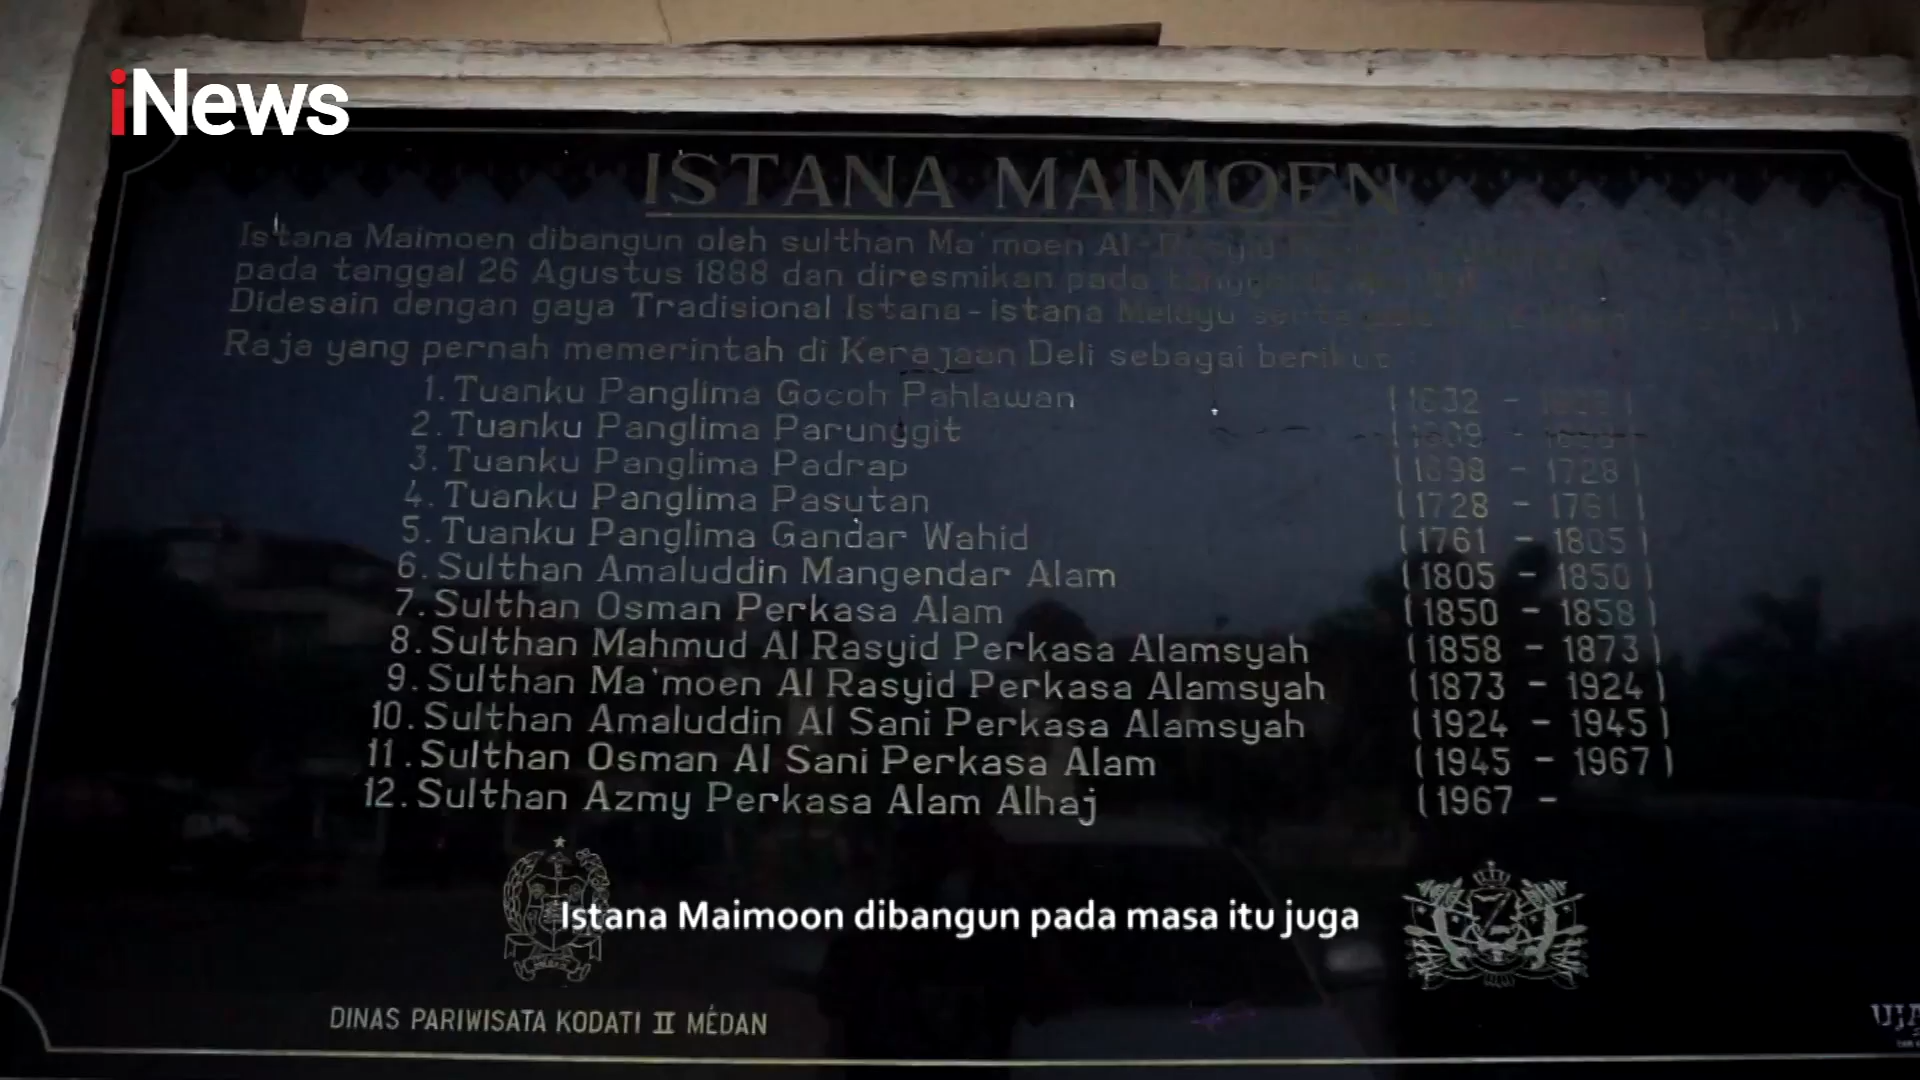 iNews
ISTANA MAIMOEN
Istana Maimoen dibangun oleh sulthan Ma'moen Al-Rasyid
pada tanggal 26 Agustus 1888 dan diresmikan pada tanggal
Didesain dengan gaya Tradisional Istana-istana Melayu serta
Raja yang pernah memerintah di Kerajaan Deli sebagai berikut :
1. Tuanku Panglima Gocoh Pahlawan (1632 -
2. Tuanku Panglima Parunggit
3. Tuanku Panglima Padrap (1698 - 1728)
4. Tuanku Panglima Pasutan (1728 - 1761)
5. Tuanku Panglima Gandar Wahid (1761 - 1805)
6. Sulthan Amaluddin Mangendar Alam (1805 - 1850)
7. Sulthan Osman Perkasa Alam (1850 - 1858)
8. Sulthan Mahmud Al Rasyid Perkasa Alamsyah (1858 - 1873)
9. Sulthan Ma'moen Al Rasyid Perkasa Alamsyah (1873 - 1924)
10. Sulthan Amaluddin Al Sani Perkasa Alamsyah (1924 - 1945)
11. Sulthan Osman Al Sani Perkasa Alam (1945 - 1967)
12. Sulthan Azmy Perkasa Alam Alhaj (1967 -
Istana Maimoon dibangun pada masa itu juga
DINAS PARIWISATA KODATI II MEDAN